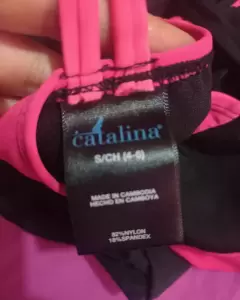 catalina
S/CH (4-6)
MADE IN CAMBODIA
HECHO EN CAMBOYA
82%NYLON
18%SPANDEX